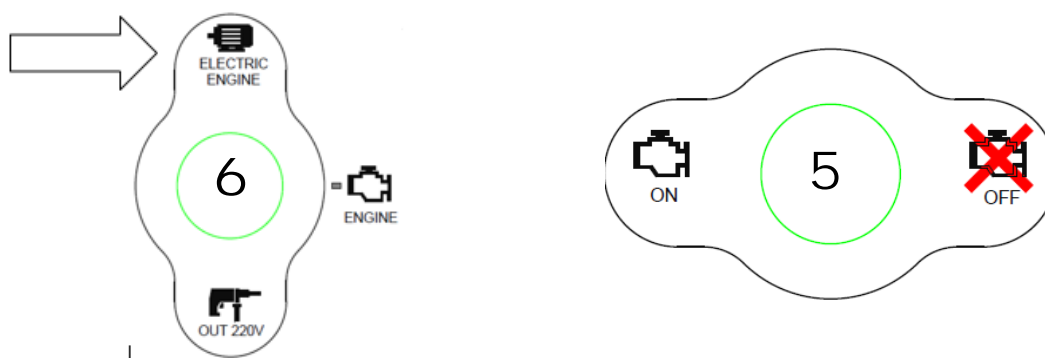 ELECTRIC
ENGINE
6
ENGINE
OUT 220V
ON
5
OFF